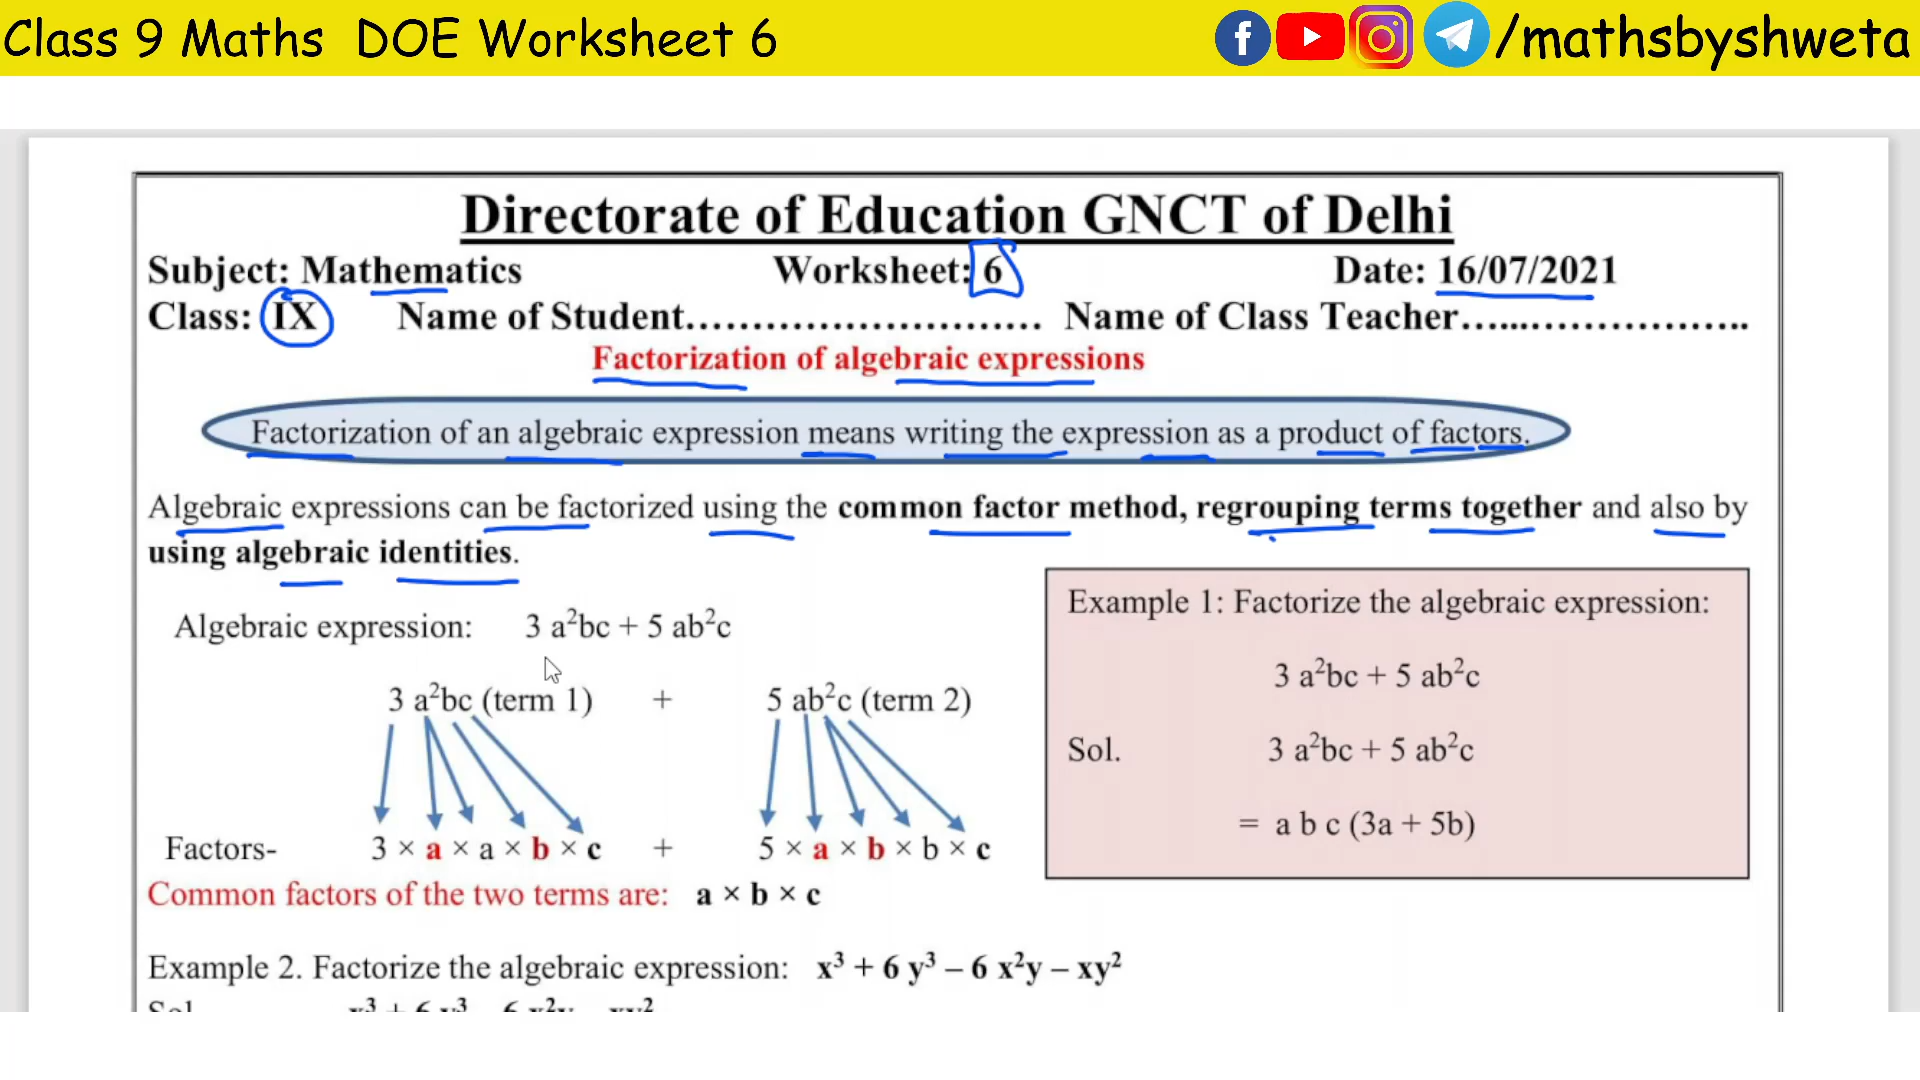 Class 9 Maths DOE Worksheet 6
/mathsbyshweta
Directorate of Education GNCT of Delhi
Subject: Mathematics Worksheet: 6 Date: 16/07/2021
Class: IX Name of Student………………………… Name of Class Teacher…...………………..
Factorization of algebraic expressions
Factorization of an algebraic expression means writing the expression as a product of factors.
Algebraic expressions can be factorized using the common factor method, regrouping terms together and also by
using algebraic identities.
Algebraic expression: 3 a²bc + 5 ab²c
3 a²bc (term 1) + 5 ab²c (term 2)
Factors- 3 × a × a × b × c + 5 × a × b × b × c
Common factors of the two terms are: a × b × c
Example 1: Factorize the algebraic expression:
3 a²bc + 5 ab²c
Sol. 3 a²bc + 5 ab²c
= a b c (3a + 5b)
Example 2. Factorize the algebraic expression: x³ + 6 y³ – 6 x²y – xy²